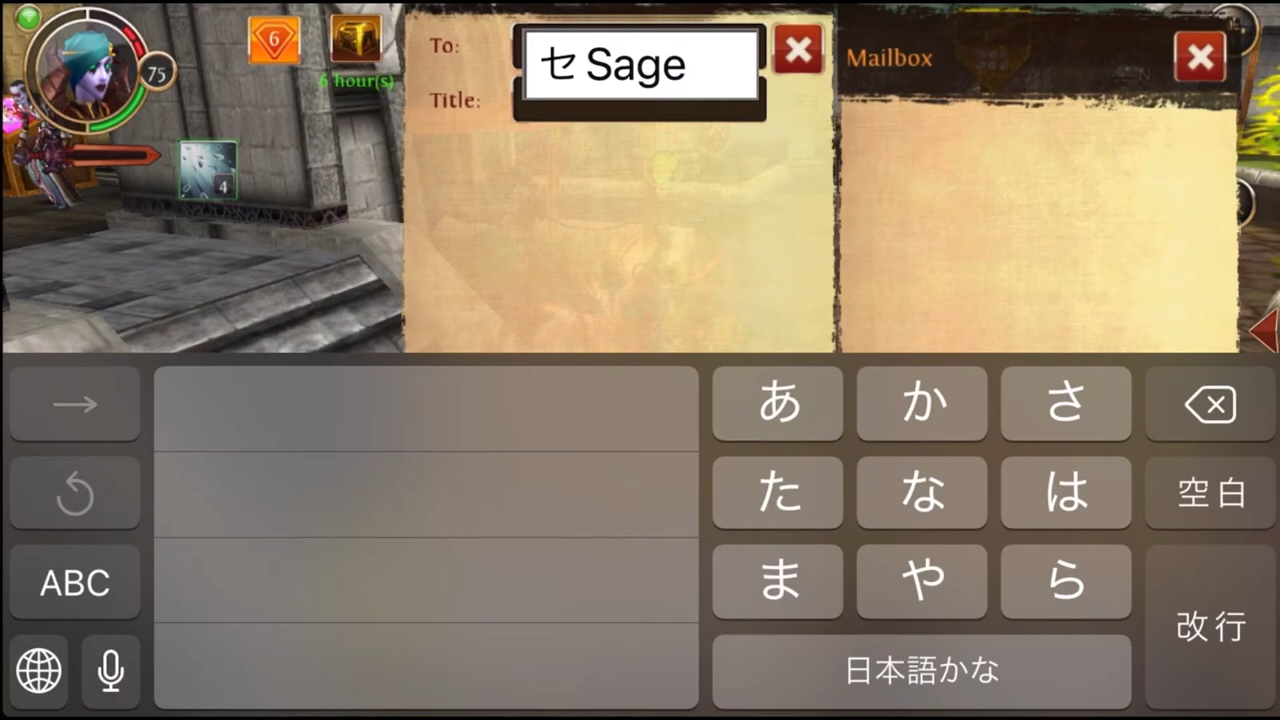 6
6 hour(s)
75
4
To:
セ Sage
Title:
Mailbox
あ か さ
た な は 空白
ABC ま や ら 改行
日本語かな